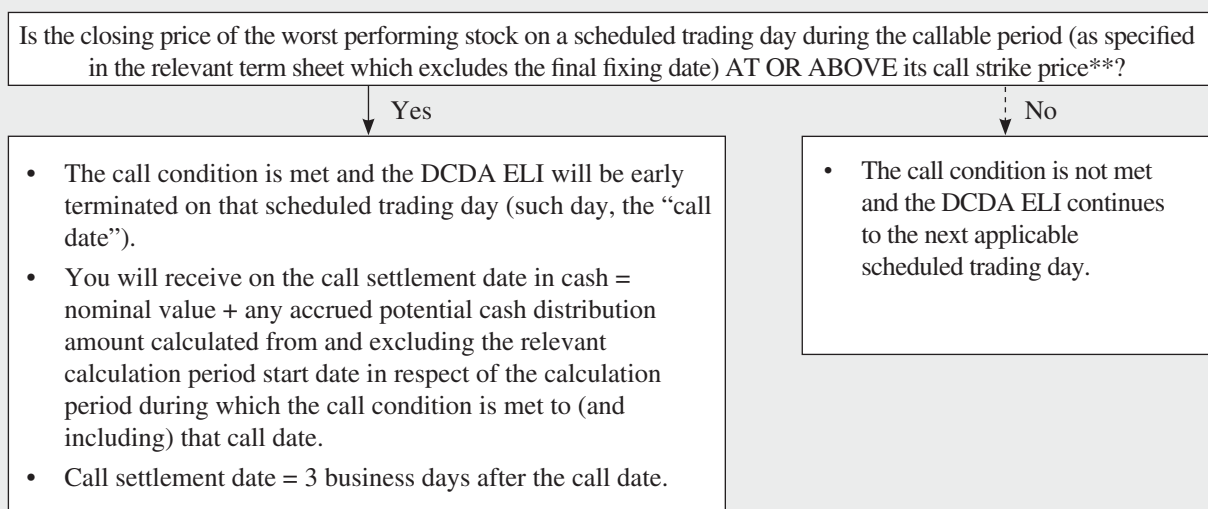 Is the closing price of the worst performing stock on a scheduled trading day during the callable period (as specified
in the relevant term sheet which excludes the final fixing date) AT OR ABOVE its call strike price**?
Yes
No
• The call condition is met and the DCDA ELI will be early
terminated on that scheduled trading day (such day, the “call
date”).
• You will receive on the call settlement date in cash =
nominal value + any accrued potential cash distribution
amount calculated from and excluding the relevant
calculation period start date in respect of the calculation
period during which the call condition is met to (and
including) that call date.
• Call settlement date = 3 business days after the call date.
• The call condition is not met
and the DCDA ELI continues
to the next applicable
scheduled trading day.